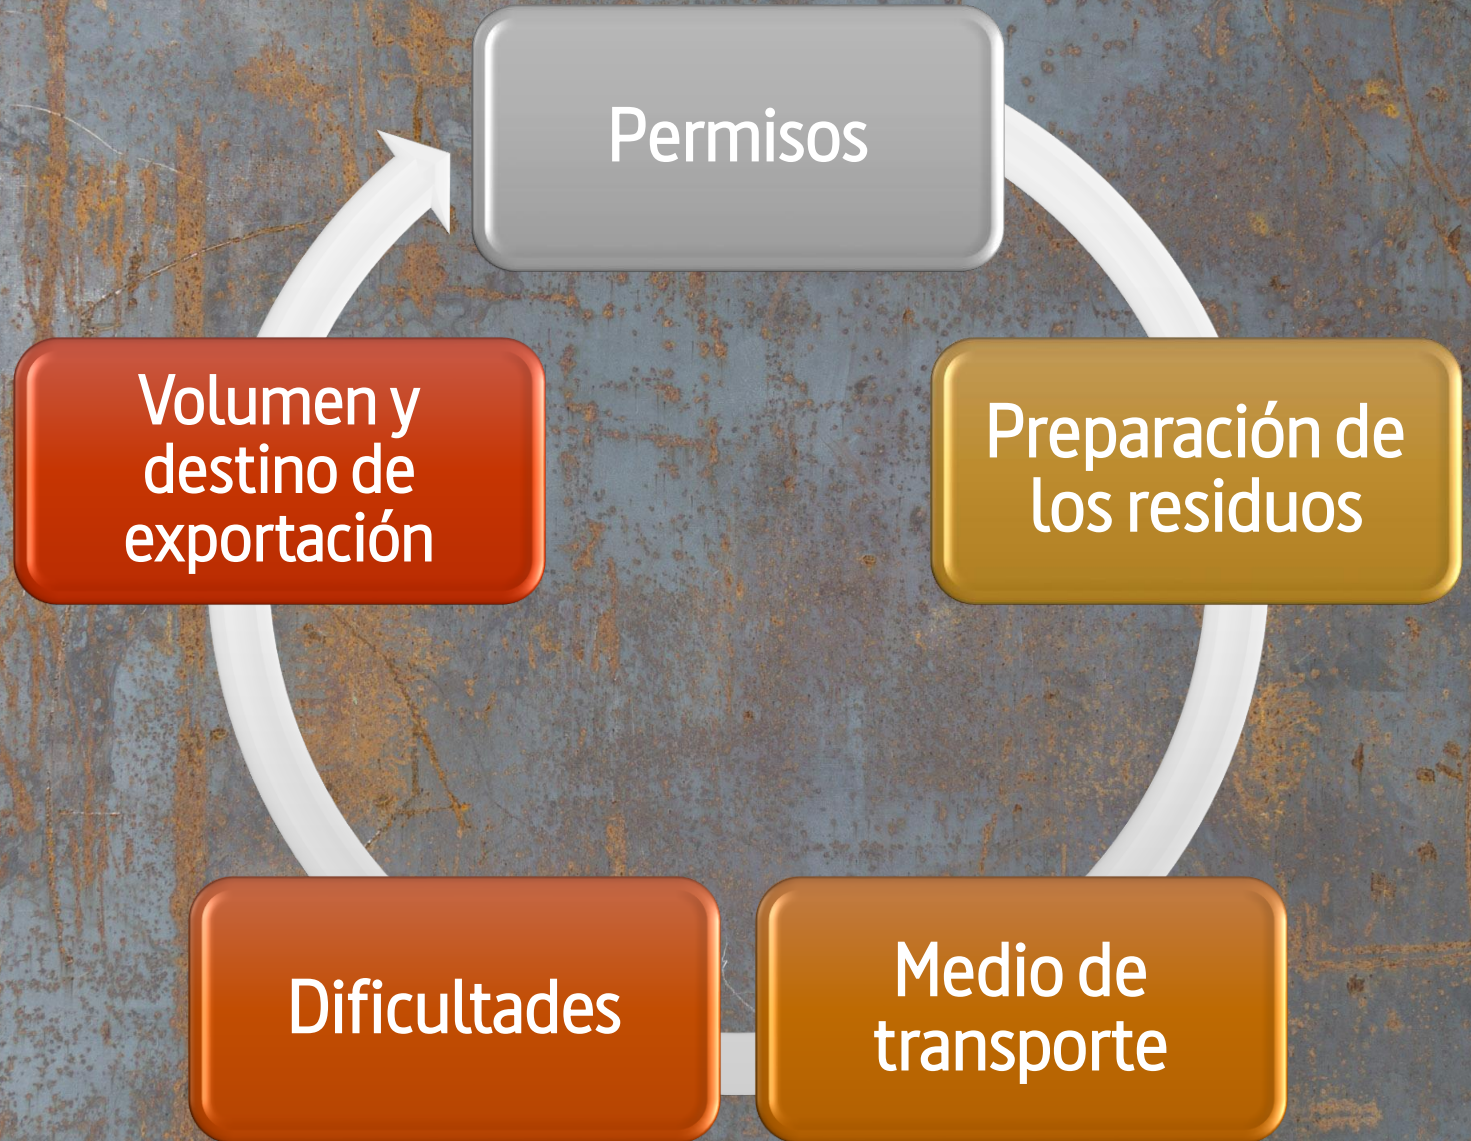 Permisos
Preparación de
los residuos
Medio de
transporte
Dificultades
Volumen y
destino de
exportación